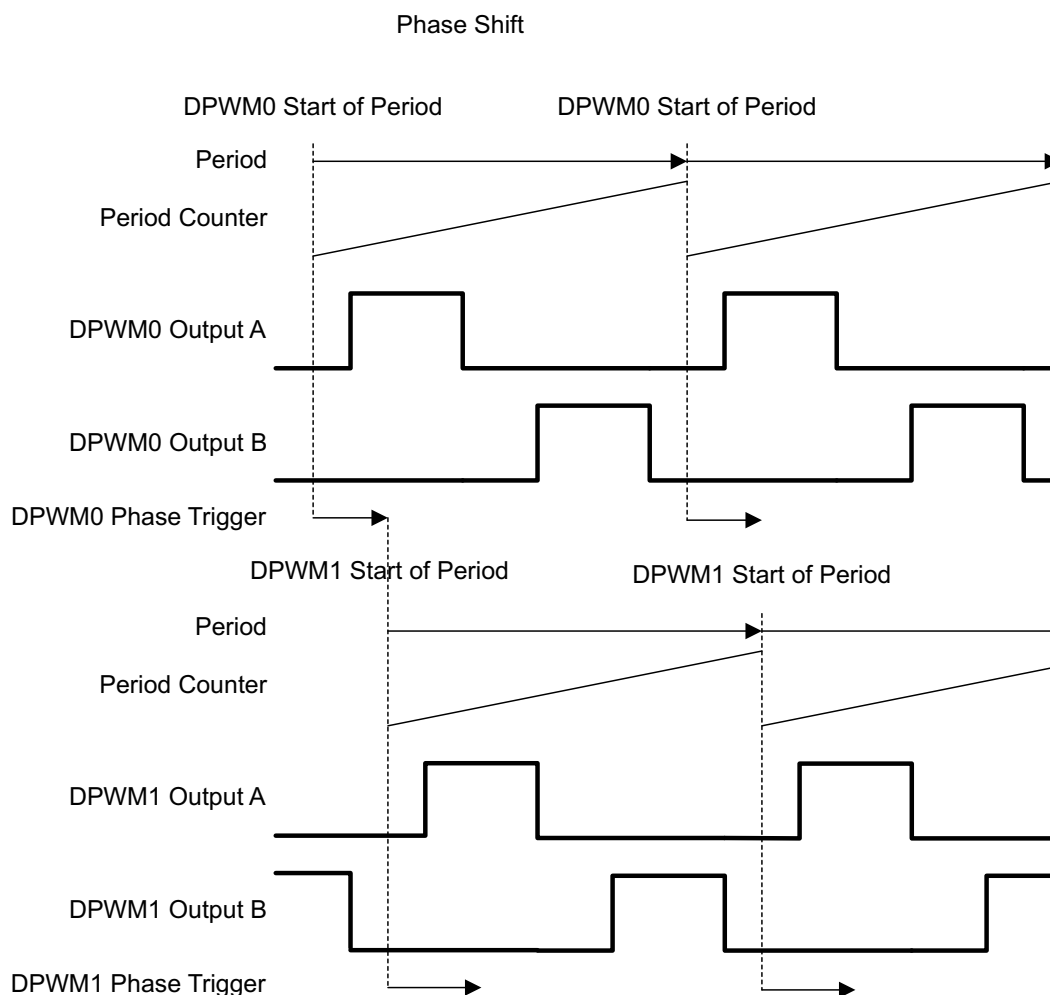 Phase Shift
DPWM0 Start of Period
DPWM0 Start of Period
Period
Period Counter
DPWM0 Output A
DPWM0 Output B
DPWM0 Phase Trigger
DPWM1 Start of Period
DPWM1 Start of Period
Period
Period Counter
DPWM1 Output A
DPWM1 Output B
DPWM1 Phase Trigger